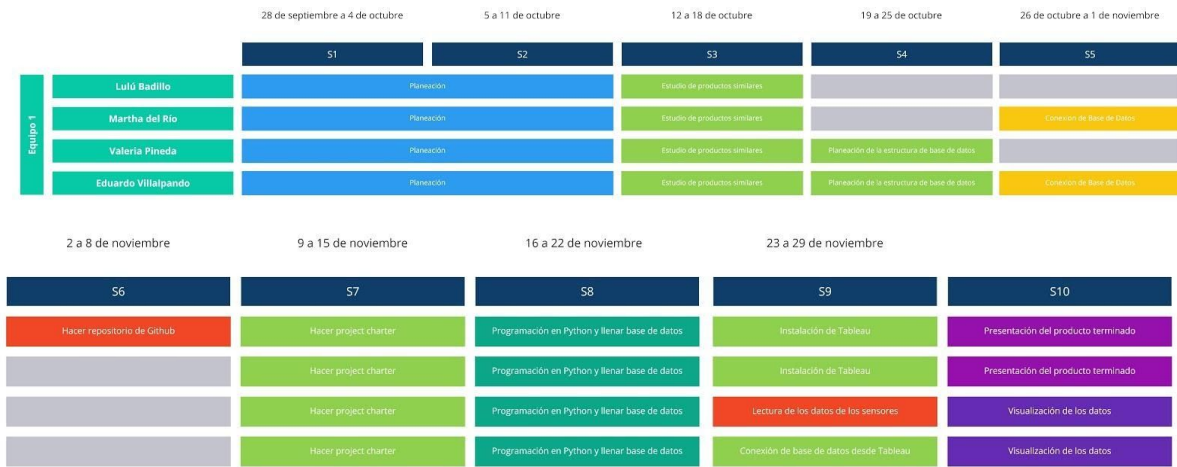 28 de septiembre a 4 de octubre 5 a 11 de octubre 12 a 18 de octubre 19 a 25 de octubre 26 de octubre a 1 de noviembre
S1 S2 S3 S4 S5
Equipo 1
Lulú Badillo Planeación Estudio de productos similares
Martha del Río Planeación Estudio de productos similares Conexión de Base de Datos
Valeria Pineda Planeación Estudio de productos similares Planeación de la estructura de base de datos
Eduardo Villalpando Planeación Estudio de productos similares Planeación de la estructura de base de datos Conexion de Base de Datos
2 a 8 de noviembre 9 a 15 de noviembre 16 a 22 de noviembre 23 a 29 de noviembre
S6 S7 S8 S9 S10
Hacer repositorio de Github Hacer project charter Programación en Python y llenar base de datos Instalación de Tableau Presentación del producto terminado
Hacer project charter Programación en Python y llenar base de datos Instalación de Tableau Presentación del producto terminado
Hacer project charter Programación en Python y llenar base de datos Lectura de los datos de los sensores Visualización de los datos
Hacer project charter Programación en Python y llenar base de datos Conexión de base de datos desde Tableau Visualización de los datos